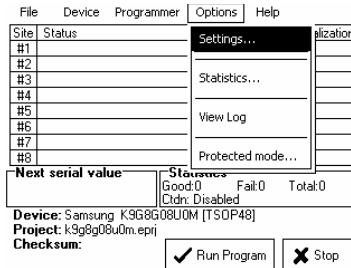 File Device Programmer Options Help
Site Status alization
Settings...
Statistics...
View Log
Protected mode...
#1
#2
#3
#4
#5
#6
#7
#8
Next serial value
Statistics
Good:0 Fail:0 Total:0
Ctdn: Disabled
Device: Samsung K9G8G08U0M [TSOP48]
Project: k9g8g08u0m.eprj
Checksum:
Run Program
Stop